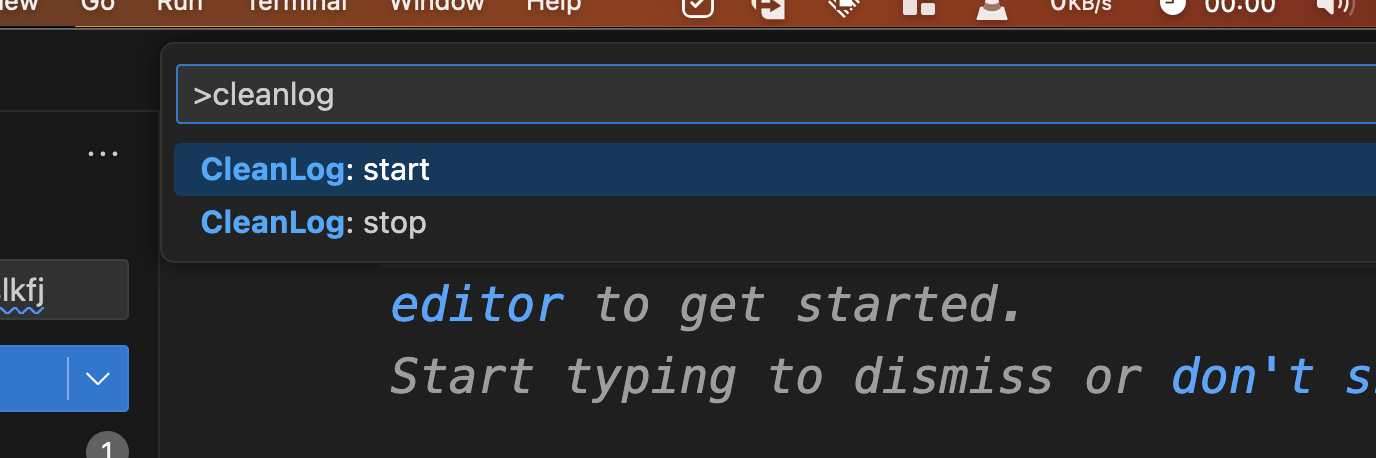 Go Run Terminal Window Help 0KB/s 00:00
>cleanlog
CleanLog: start
CleanLog: stop
lkfj
editor to get started.
Start typing to dismiss or don't
1